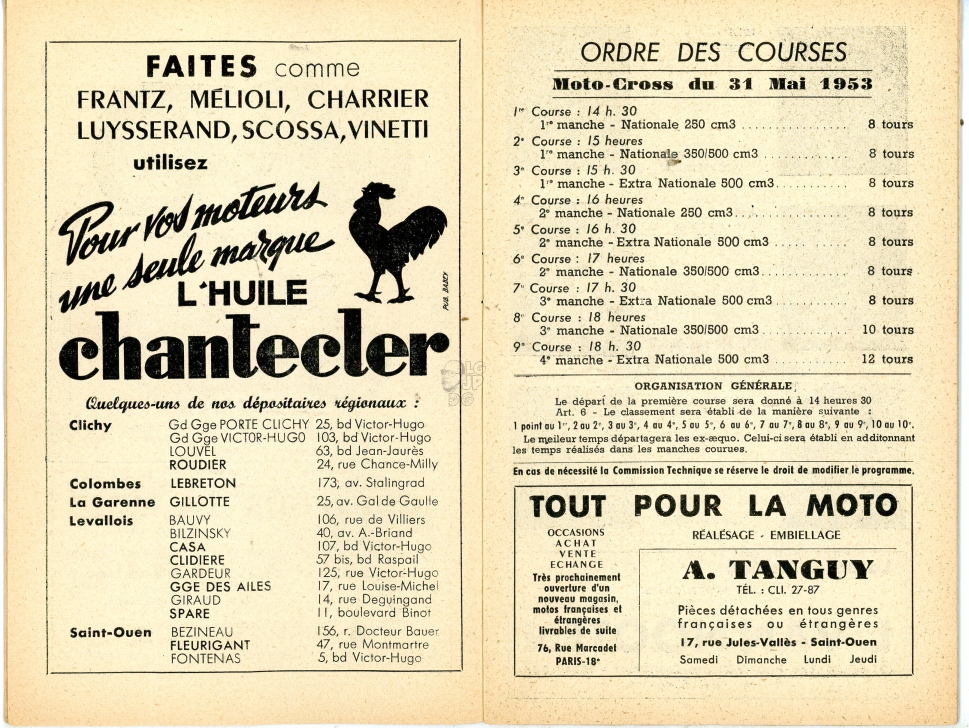 FAITES comme
FRANTZ, MÉLIOLI, CHARRIER
LUYSSERAND, SCOSSA, VINETTI
utilisez
Pour vos moteurs
une seule marque
L'HUILE
chantecler
PUB. BABEY
Quelques-uns de nos dépositaires régionaux :
Clichy Gd Gge PORTE CLICHY 25, bd Victor-Hugo
Gd Gge VICTOR-HUGO 103, bd Victor-Hugo
LOUVEL 63, bd Jean-Jaurès
ROUDIER 24, rue Chance-Milly
Colombes LEBRETON 173, av. Stalingrad
La Garenne GILLOTTE 25, av. Gal de Gaulle
Levallois BAUVY 106, rue de Villiers
BILZINSKY 40, av. A.-Briand
CASA 107, bd Victor-Hugo
CLIDIERE 57 bis, bd Raspail
GARDEUR 125, rue Victor-Hugo
GGE DES AILES 17, rue Louise-Michel
GIRAUD 14, rue Deguingand
SPARE 11, boulevard Binot
Saint-Ouen BEZINEAU 156, r. Docteur Bauer
FLEURIGANT 47, rue Montmartre
FONTENAS 5, bd Victor-Hugo
ORDRE DES COURSES
Moto-Cross du 31 Mai 1953
1re Course : 14 h. 30
1re manche - Nationale 250 cm3 ................ 8 tours
2e Course : 15 heures
1re manche - Nationale 350/500 cm3 ............ 8 tours
3e Course : 15 h. 30
1re manche - Extra Nationale 500 cm3........... 8 tours
4e Course : 16 heures
2e manche - Nationale 250 cm3................. 8 tours
5e Course : 16 h. 30
2e manche - Extra Nationale 500 cm3 ........... 8 tours
6e Course : 17 heures
2e manche - Nationale 350/500 cm3............. 8 tours
7e Course : 17 h. 30
3e manche - Extra Nationale 500 cm3 ........... 8 tours
8e Course : 18 heures
3e manche - Nationale 350/500 cm3 ............ 10 tours
9e Course : 18 h. 30
4e manche - Extra Nationale 500 cm3 ........... 12 tours
ORGANISATION GÉNÉRALE
Le départ de la première course sera donné à 14 heures 30
Art. 6 - Le classement sera établi de la manière suivante :
1 point au 1er, 2 au 2e, 3 au 3e, 4 au 4e, 5 au 5e, 6 au 6e, 7 au 7e, 8 au 8e, 9 au 9e, 10 au 10e.
Le meilleur temps départagera les ex-æquo. Celui-ci sera établi en additonnant
les temps réalisés dans les manches courues.
En cas de nécessité la Commission Technique se réserve le droit de modifier le programme.
TOUT POUR LA MOTO
OCCASIONS
ACHAT
VENTE
ECHANGE
Très prochainement
ouverture d'un
nouveau magasin,
motos françaises et
étrangères
livrables de suite
76, Rue Marcadet
PARIS-18e
RÉALÉSAGE - EMBIELLAGE
A. TANGUY
TÉL. : CLI. 27-87
Pièces détachées en tous genres
françaises ou étrangères
17, rue Jules-Vallès - Saint-Ouen
Samedi Dimanche Lundi Jeudi